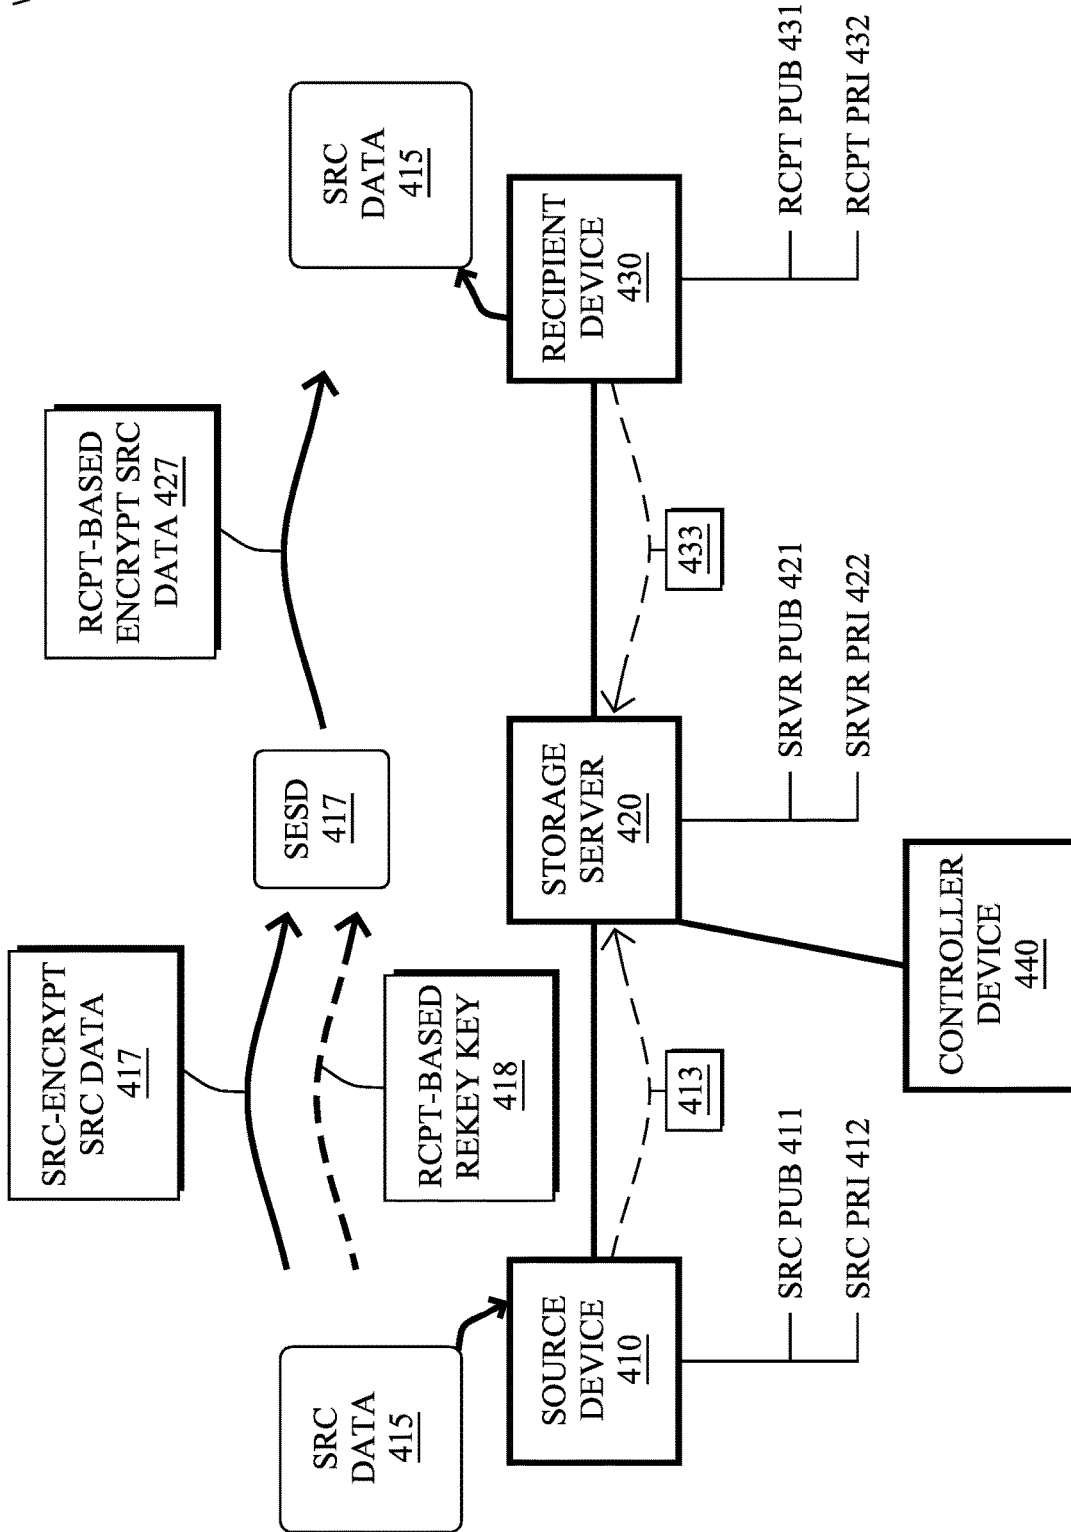 SRC-ENCRYPT
SRC DATA
417
RCPT-BASED
ENCRYPT SRC
DATA 427
SRC
DATA
415
SESD
417
SRC
DATA
415
RCPT-BASED
REKEY KEY
418
SOURCE
DEVICE
410
STORAGE
SERVER
420
RECIPIENT
DEVICE
430
413
433
SRC PUB 411
SRC PRI 412
SRVR PUB 421
SRVR PRI 422
RCPT PUB 431
RCPT PRI 432
CONTROLLER
DEVICE
440